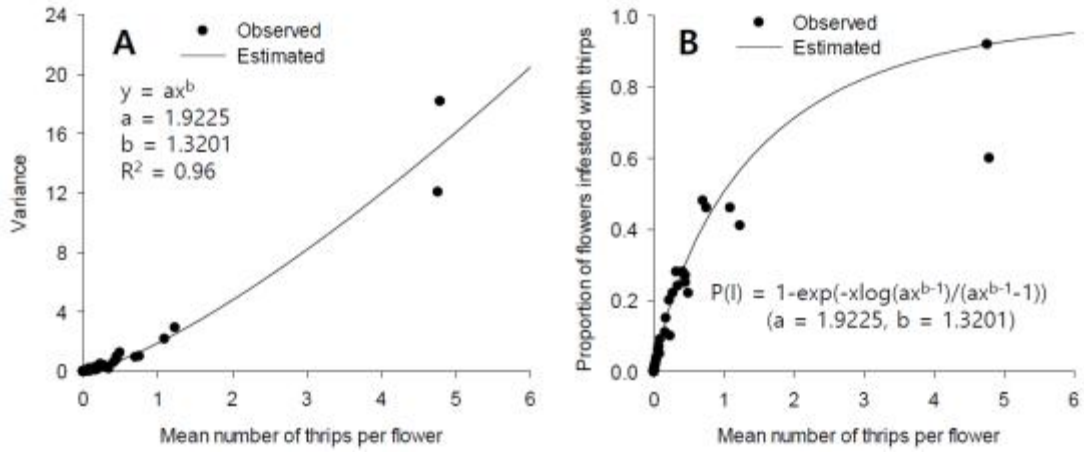 A
Observed
Estimated
y = ax^b
a = 1.9225
b = 1.3201
R² = 0.96
24
20
16
12
8
4
0
Variance
0 1 2 3 4 5 6
Mean number of thrips per flower
B
Observed
Estimated
P(I) = 1-exp(-xlog(ax^b-1)/(ax^b-1-1))
(a = 1.9225, b = 1.3201)
1.0
0.8
0.6
0.4
0.2
0.0
Proportion of flowers infested with thrips
0 1 2 3 4 5 6
Mean number of thrips per flower